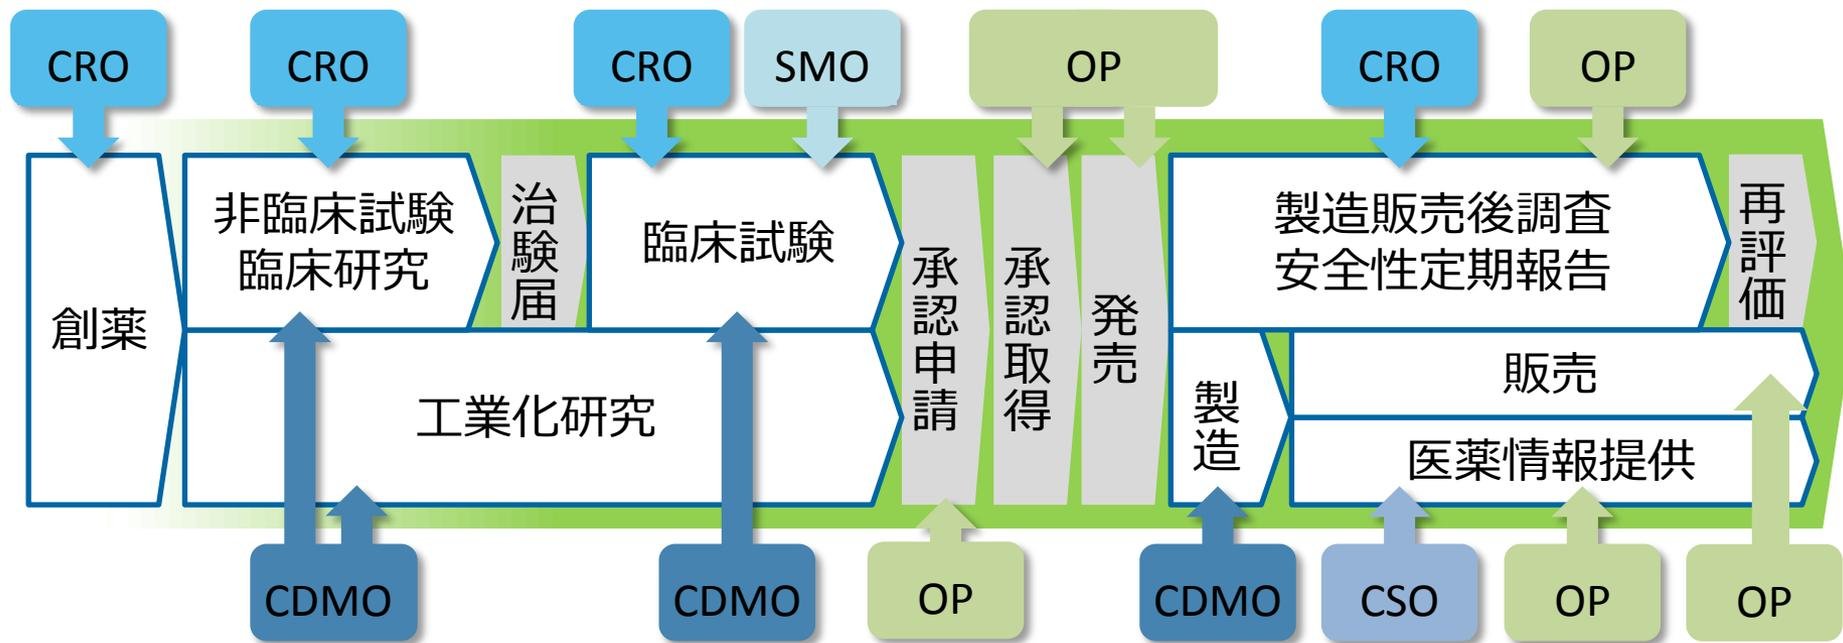 CRO
CRO
CRO
SMO
OP
CRO
OP
創薬
非臨床試験
臨床研究
治験届
臨床試験
工業化研究
承認申請
承認取得
発売
製造販売後調査
安全性定期報告
再評価
製造
販売
医薬情報提供
CDMO
CDMO
OP
CDMO
CSO
OP
OP